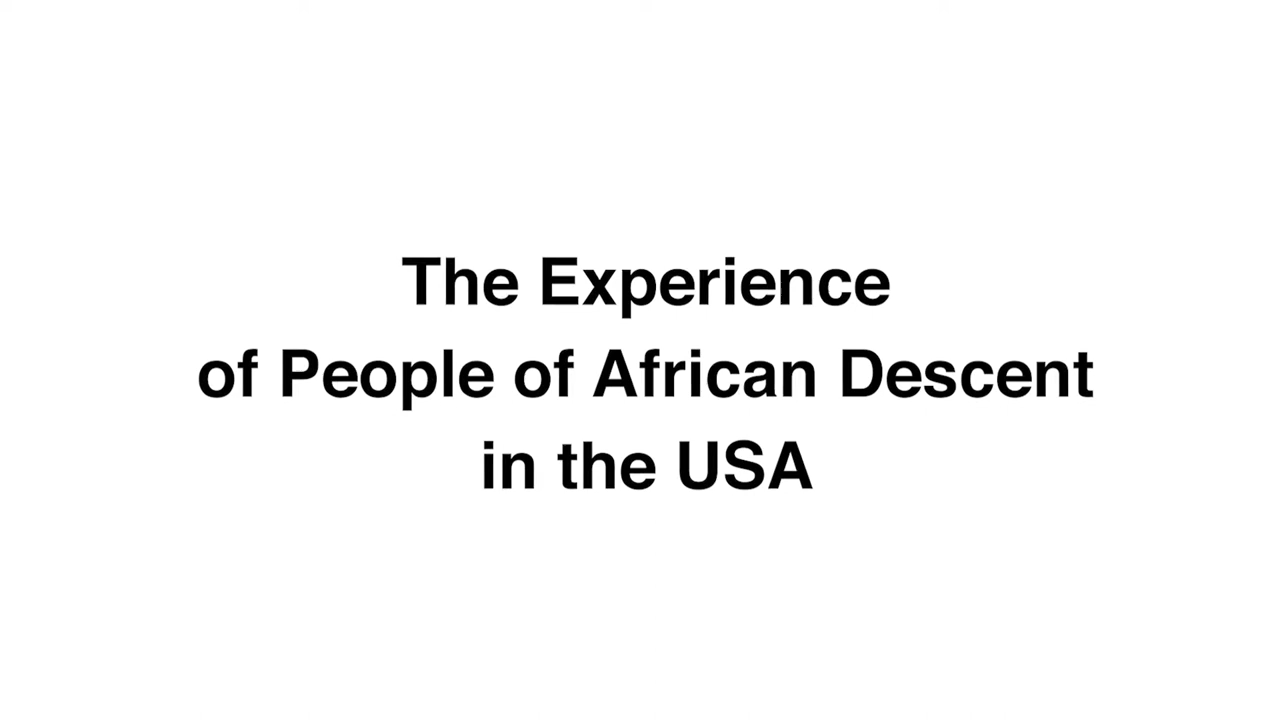 The Experience
of People of African Descent
in the USA